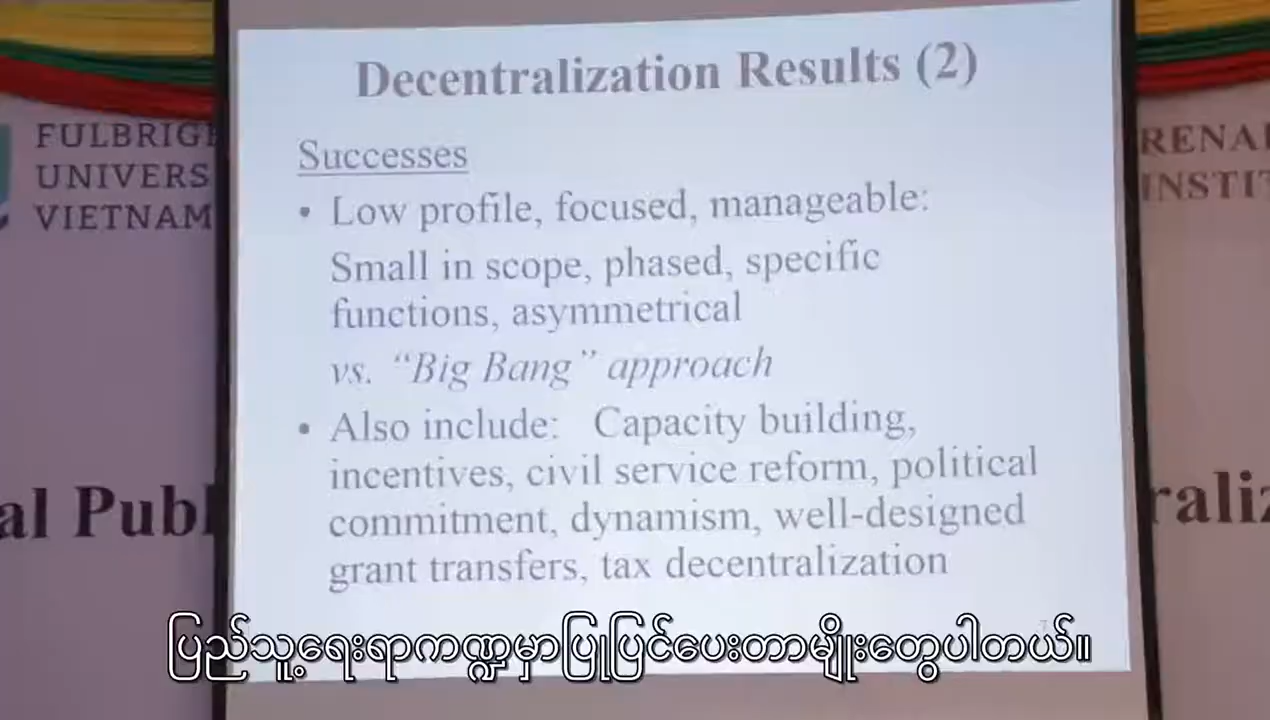 Decentralization Results (2)
FULBRIG
UNIVERS
VIETNAM
RENAI
INSTIT
Successes
• Low profile, focused, manageable:
Small in scope, phased, specific
functions, asymmetrical
vs. “Big Bang” approach
• Also include: Capacity building,
incentives, civil service reform, political
commitment, dynamism, well-designed
grant transfers, tax decentralization
al Publ
raliz
7
ပြည်သူ့ရေးရာကဏ္ဍမှာပြုပြင်ပေးတာမျိုးတွေပါတယ်။